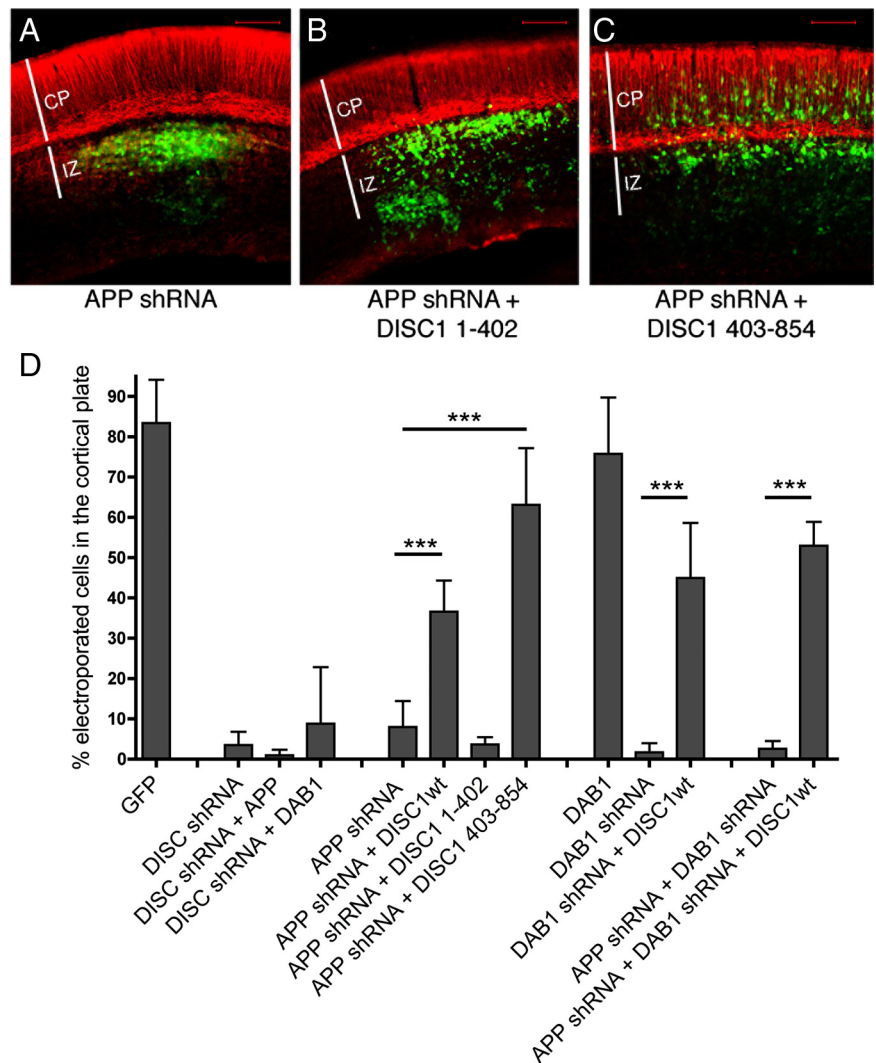 A
B
C
CP
IZ
CP
IZ
CP
IZ
APP shRNA
APP shRNA +
DISC1 1-402
APP shRNA +
DISC1 403-854
D
% electroporated cells in the cortical plate
90
80
70
60
50
40
30
20
10
0
***
***
***
***
GFP
DISC shRNA
DISC shRNA + APP
DISC shRNA + DAB1
APP shRNA
APP shRNA + DISC1wt
APP shRNA + DISC1 1-402
APP shRNA + DISC1 403-854
DAB1
DAB1 shRNA
DAB1 shRNA + DISC1wt
APP shRNA + DAB1 shRNA
APP shRNA + DAB1 shRNA + DISC1wt